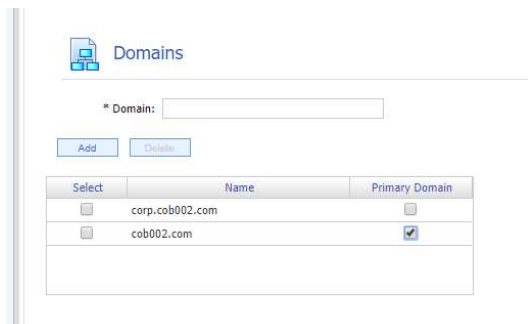 Domains
* Domain:
Add Delete
Select Name Primary Domain
corp.cob002.com
cob002.com